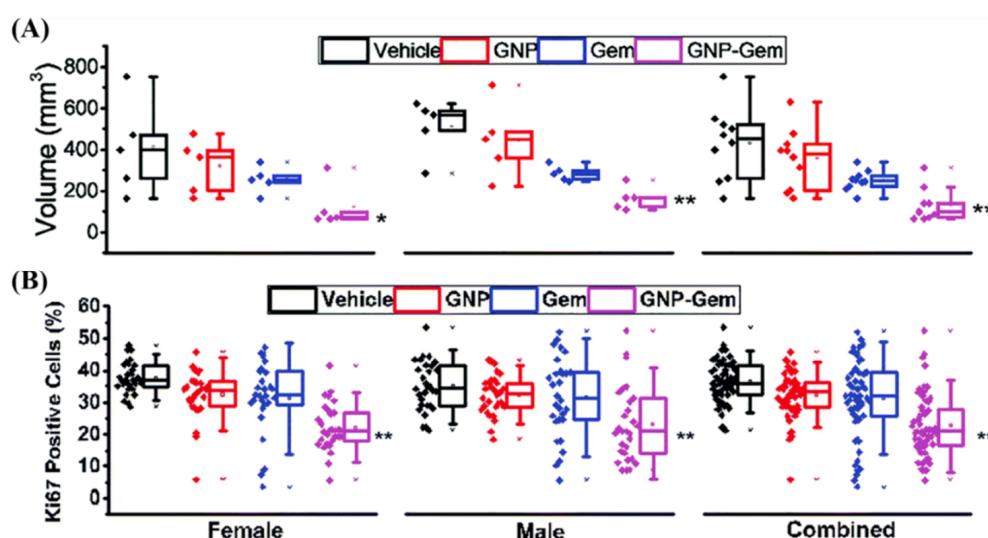 (A)
Vehicle GNP Gem GNP-Gem
Volume (mm³)
800
600
400
200
0
*
**
**
(B)
Vehicle GNP Gem GNP-Gem
Ki67 Positive Cells (%)
60
50
40
30
20
10
0
**
**
**
Female Male Combined